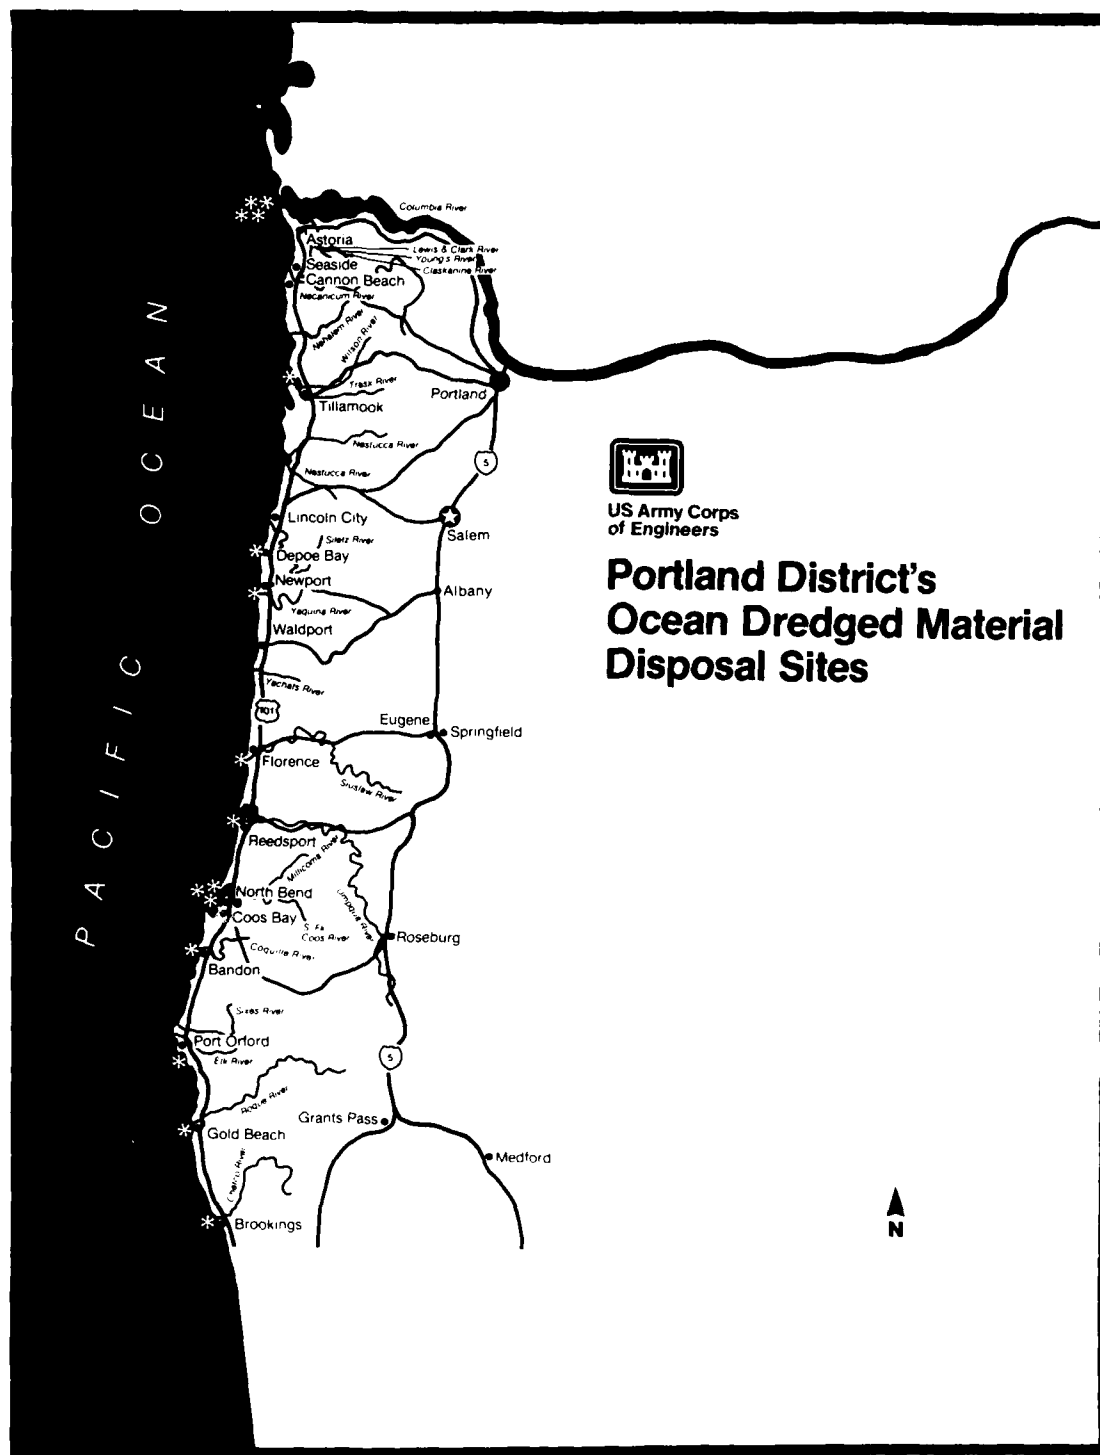 Columbia River
Astoria
Lewis & Clark River
Young's River
Seaside
Claskanine River
Cannon Beach
Necanicum River
Nehalem River
Wilson River
Trask River
Portland
Tillamook
Nestucca River
5
Nestucca River
US Army Corps
of Engineers
Lincoln City
Salem
Siletz River
Depoe Bay
Portland District's
Newport
Albany
Yaquina River
Ocean Dredged Material
Waldport
Disposal Sites
Yachats River
101
Eugene
Springfield
Florence
Siuslaw River
Reedsport
Millicoma River
North Bend
Umpqua River
Coos Bay
S. Fk.
Coos River
Roseburg
Coquille River
Bandon
Sixes River
Port Orford
Elk River
5
Rogue River
Grants Pass
Gold Beach
Medford
Chetco River
Brookings
N
PACIFIC OCEAN